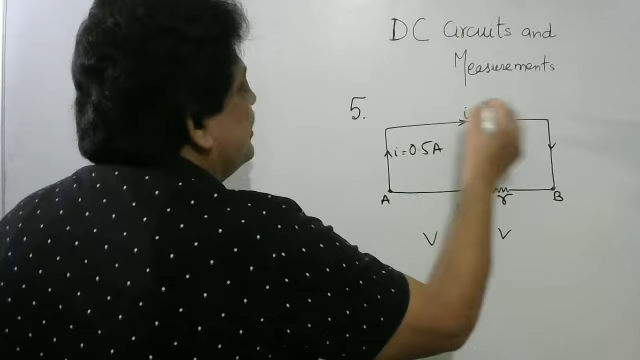 DC Circuits and
Measurements
5.
i
i = 0.5A
A
r
B
V
V